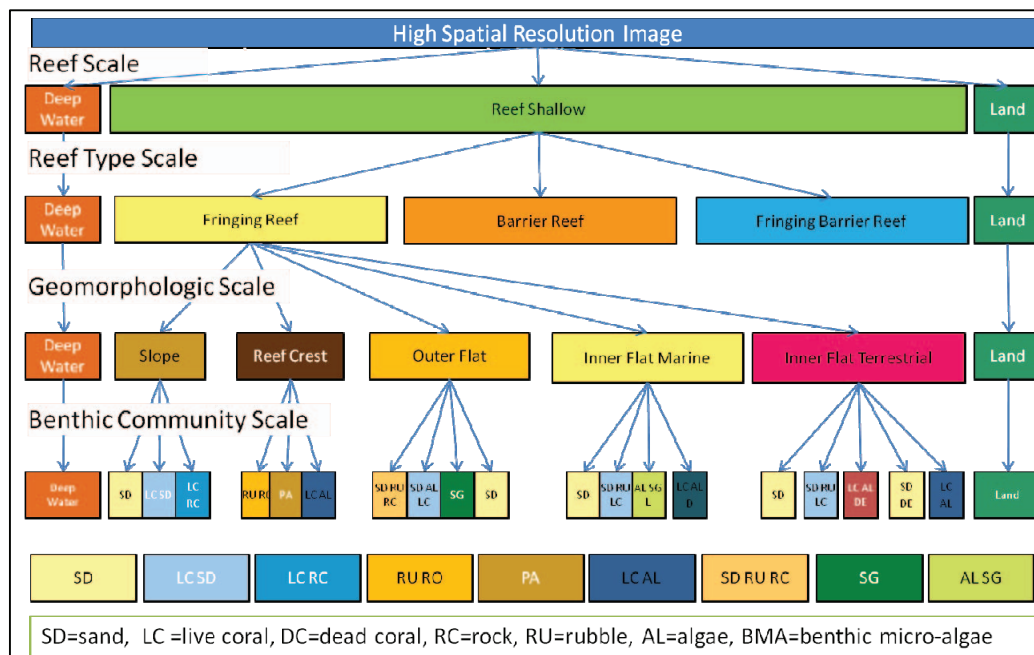 High Spatial Resolution Image
Reef Scale
Deep Water
Reef Shallow
Land
Reef Type Scale
Deep Water
Fringing Reef
Barrier Reef
Fringing Barrier Reef
Land
Geomorphologic Scale
Deep Water
Slope
Reef Crest
Outer Flat
Inner Flat Marine
Inner Flat Terrestrial
Land
Benthic Community Scale
Deep Water
SD
LC SD
LC RC
RU RO
PA
LC AL
SD RU RC
SD AL LC
SG
SD
SD
SD RU LC
AL SG L
LC AL D
SD
SD RU LC
LC AL DE
SD DE
LC AL
Land
SD
LC SD
LC RC
RU RO
PA
LC AL
SD RU RC
SG
AL SG
SD=sand, LC =live coral, DC=dead coral, RC=rock, RU=rubble, AL=algae, BMA=benthic micro-algae